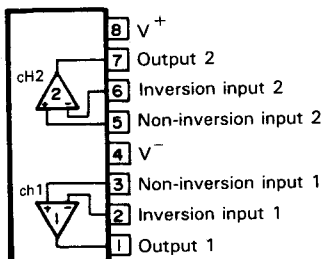 8 V+
7 Output 2
cH2
2
+ -
6 Inversion input 2
5 Non-inversion input 2
4 V-
3 Non-inversion input 1
ch1
+ -
1
2 Inversion input 1
1 Output 1